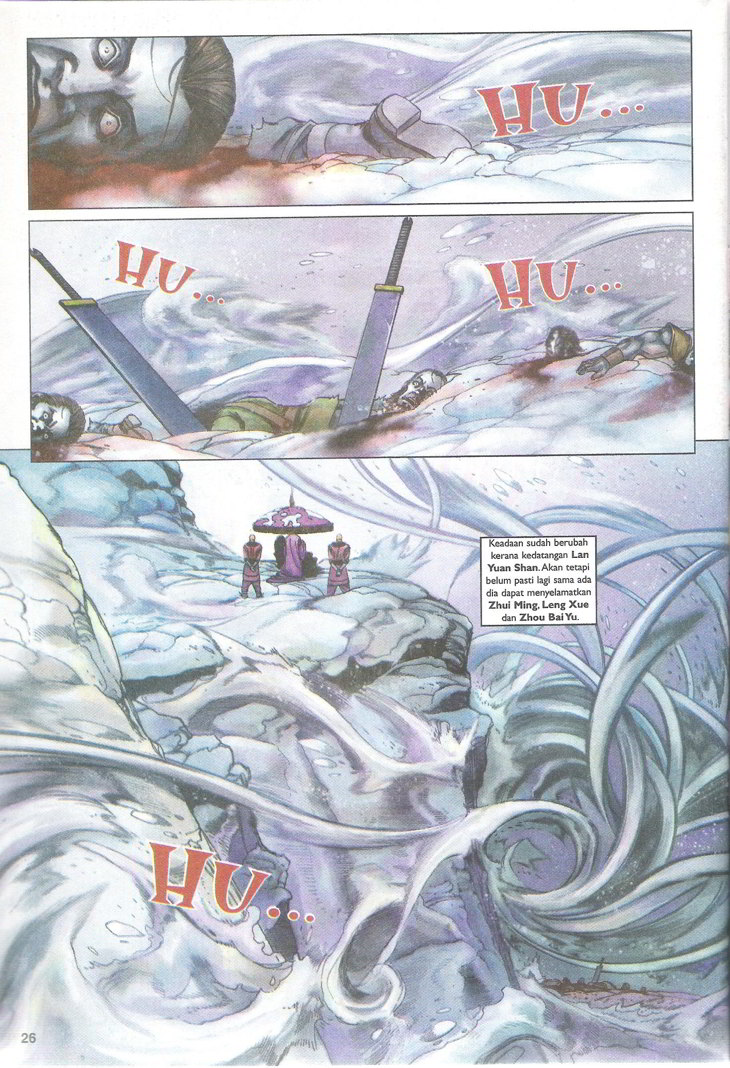 HU...
HU...
HU...
Keadaan sudah berubah
kerana kedatangan Lan
Yuan Shan. Akan tetapi
belum pasti lagi sama ada
dia dapat menyelamatkan
Zhui Ming, Leng Xue
dan Zhou Bai Yu.
HU...
26